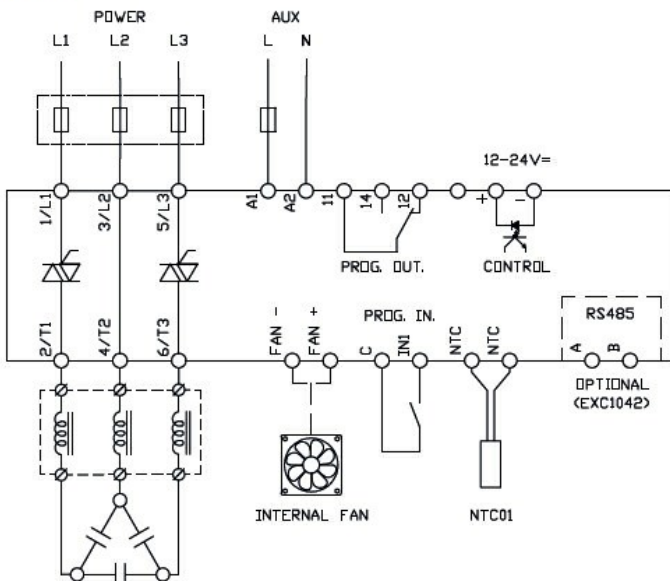 POWER
AUX
L1 L2 L3 L N
12-24V=
1/L1 3/L2 5/L3 A1 A2 11 14 12 + -
PROG. OUT.
CONTROL
2/T1 4/T2 6/T3 FAN - FAN + C IN1 NTC NTC A B
PROG. IN.
RS485
OPTIONAL
(EXC1042)
INTERNAL FAN
NTC01